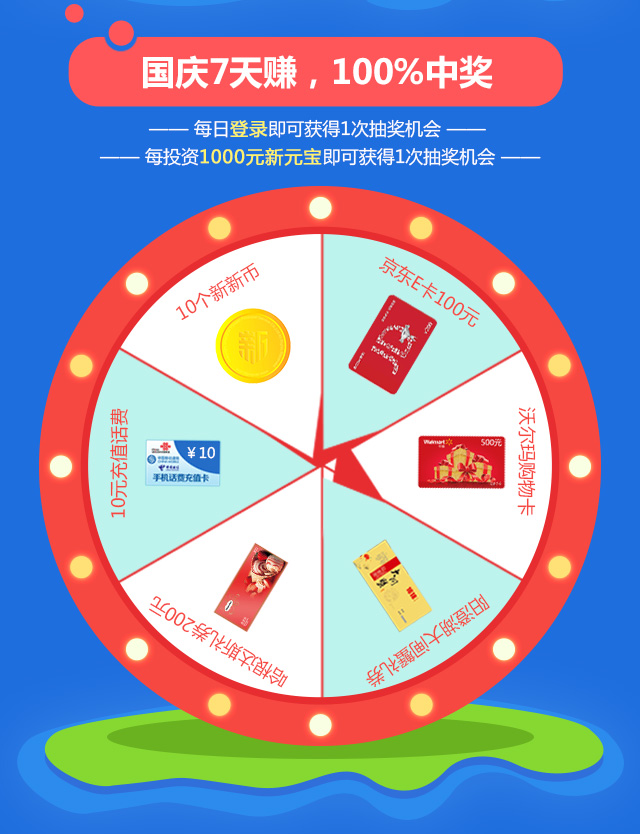 国庆7天赚，100%中奖
—— 每日登录即可获得1次抽奖机会 ——
—— 每投资1000元新元宝即可获得1次抽奖机会 ——
10个新新币
新
京东E卡100元
10元充值话费
¥10
手机话费充值卡
沃尔玛购物卡
Walmart
500元
哈根达斯礼券200元
阳澄湖大闸蟹礼券